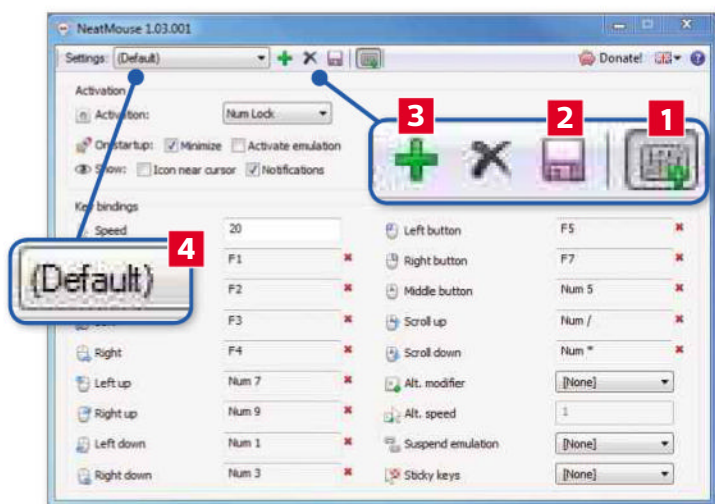 NeatMouse 1.03.001
Settings: (Default) Donate!
Activation
Activation: Num Lock
On startup: Minimize Activate emulation
Show: Icon near cursor Notifications
3 2 1
Key bindings
Speed 20
Left button F5
4
(Default)
F1
Right button F7
F2
Middle button Num 5
F3
Scroll up Num /
Right F4
Scroll down Num *
Left up Num 7
Alt. modifier [None]
Right up Num 9
Alt. speed 1
Left down Num 1
Suspend emulation [None]
Right down Num 3
Sticky keys [None]